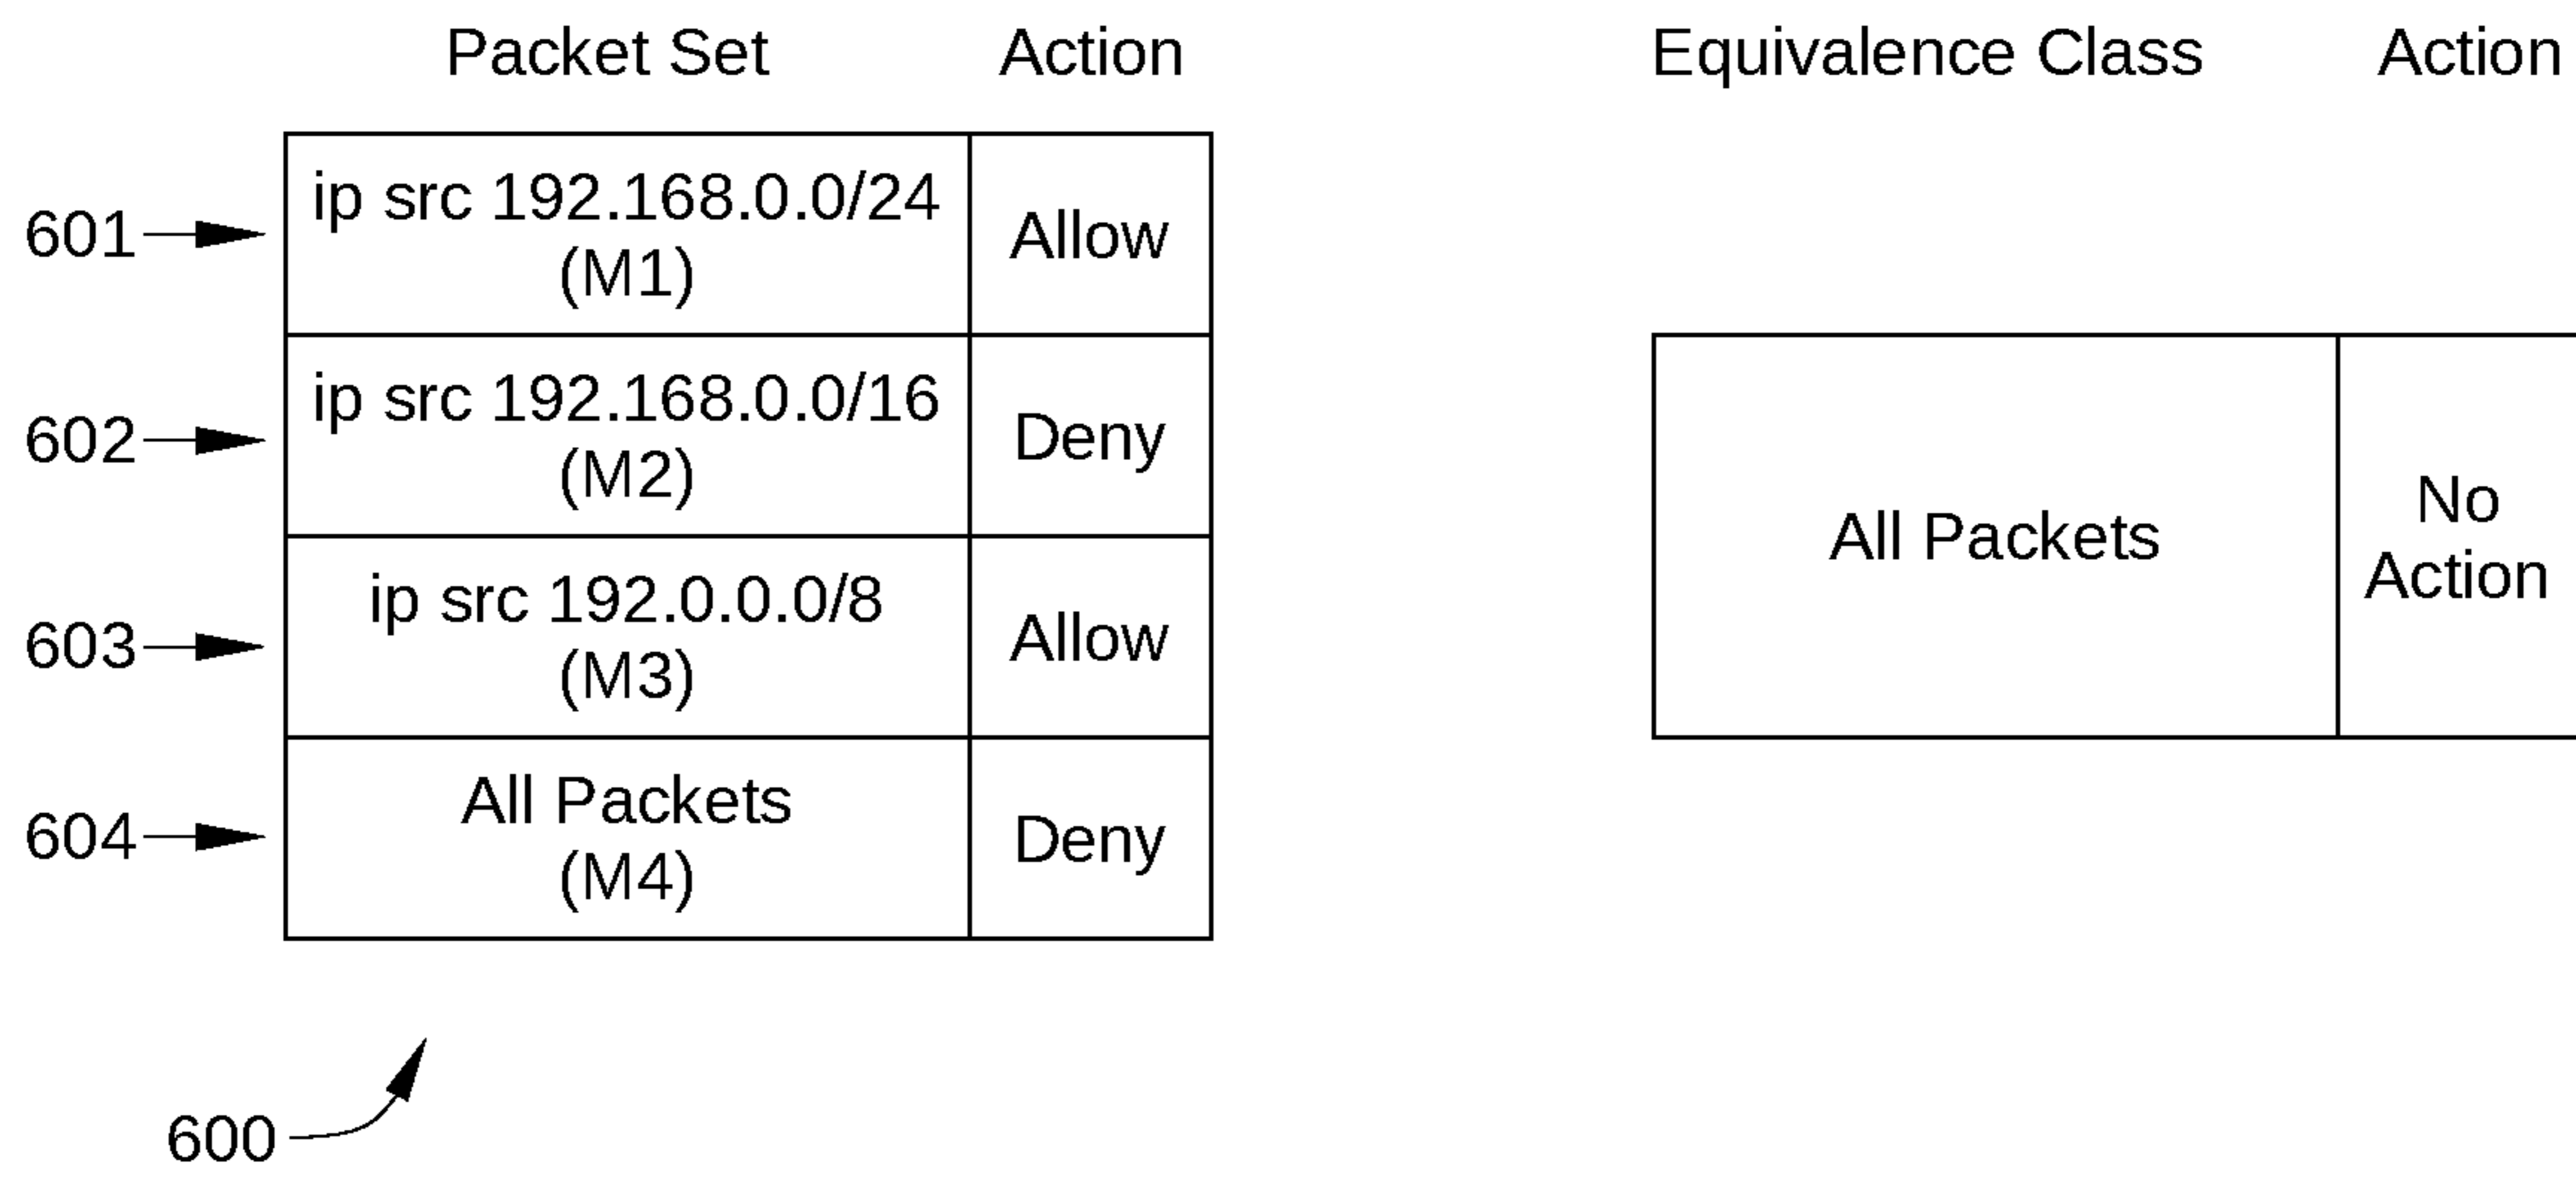 Packet Set Action
601
ip src 192.168.0.0/24
(M1)
Allow
602
ip src 192.168.0.0/16
(M2)
Deny
603
ip src 192.0.0.0/8
(M3)
Allow
604
All Packets
(M4)
Deny
600
Equivalence Class Action
All Packets
No
Action